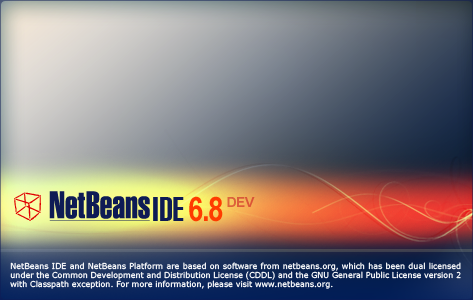 NetBeans IDE 6.8 DEV
NetBeans IDE and NetBeans Platform are based on software from netbeans.org, which has been dual licensed
under the Common Development and Distribution License (CDDL) and the GNU General Public License version 2
with Classpath exception. For more information, please visit www.netbeans.org.